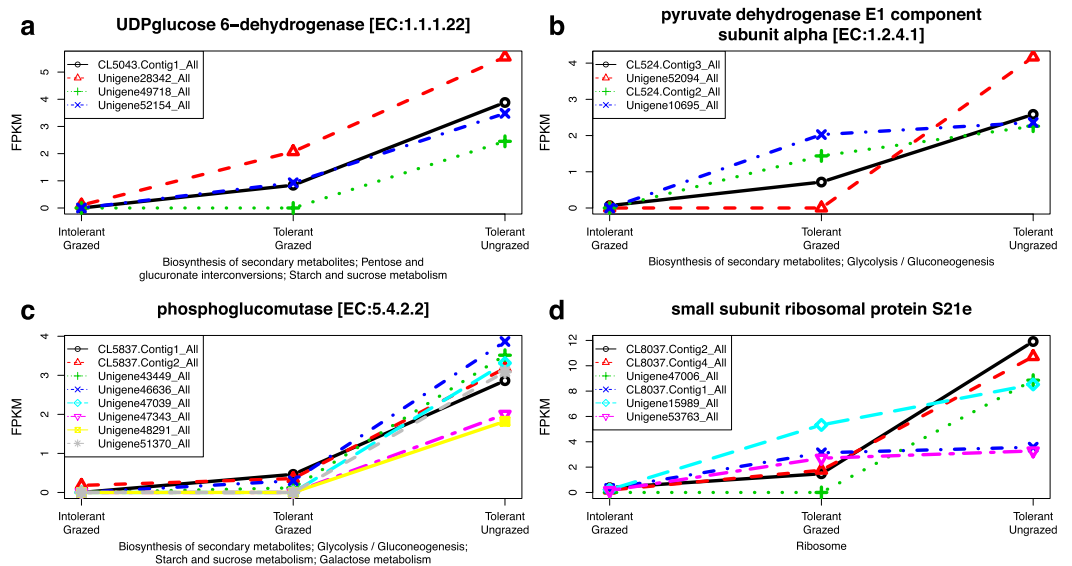 a
UDPglucose 6−dehydrogenase [EC:1.1.1.22]
CL5043.Contig1_All
Unigene28342_All
Unigene49718_All
Unigene52154_All
FPKM
0
1
2
3
4
5
Intolerant
Grazed
Tolerant
Grazed
Tolerant
Ungrazed
Biosynthesis of secondary metabolites; Pentose and
glucuronate interconversions; Starch and sucrose metabolism
b
pyruvate dehydrogenase E1 component
subunit alpha [EC:1.2.4.1]
CL524.Contig3_All
Unigene52094_All
CL524.Contig2_All
Unigene10695_All
FPKM
0
1
2
3
4
Intolerant
Grazed
Tolerant
Grazed
Tolerant
Ungrazed
Biosynthesis of secondary metabolites; Glycolysis / Gluconeogenesis
c
phosphoglucomutase [EC:5.4.2.2]
CL5837.Contig1_All
CL5837.Contig2_All
Unigene43449_All
Unigene46636_All
Unigene47039_All
Unigene47343_All
Unigene48291_All
Unigene51370_All
FPKM
0
1
2
3
4
Intolerant
Grazed
Tolerant
Grazed
Tolerant
Ungrazed
Biosynthesis of secondary metabolites; Glycolysis / Gluconeogenesis;
Starch and sucrose metabolism; Galactose metabolism
d
small subunit ribosomal protein S21e
CL8037.Contig2_All
CL8037.Contig4_All
Unigene47006_All
CL8037.Contig1_All
Unigene15989_All
Unigene53763_All
FPKM
0
2
4
6
8
10
12
Intolerant
Grazed
Tolerant
Grazed
Tolerant
Ungrazed
Ribosome